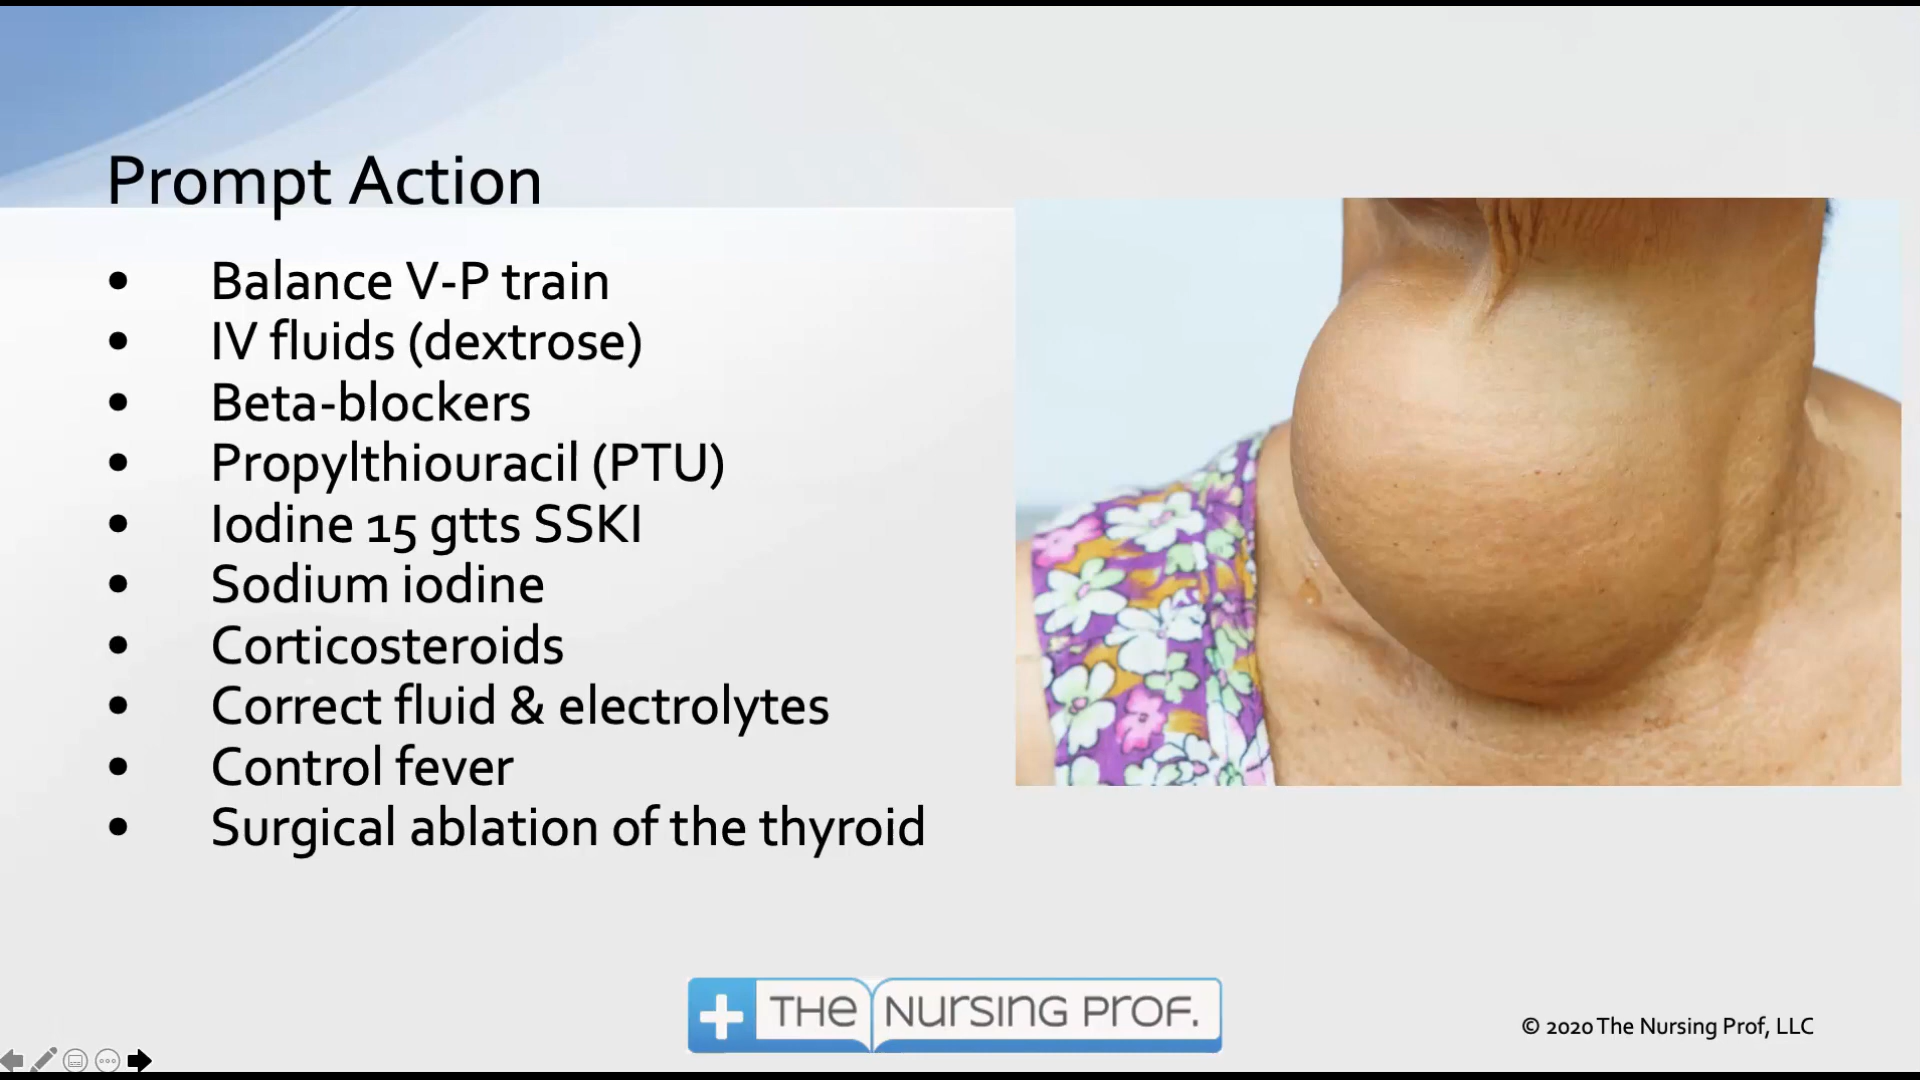 Prompt Action
• Balance V-P train
• IV fluids (dextrose)
• Beta-blockers
• Propylthiouracil (PTU)
• Iodine 15 gtts SSKI
• Sodium iodine
• Corticosteroids
• Correct fluid & electrolytes
• Control fever
• Surgical ablation of the thyroid
THE NURSING PROF.
© 2020 The Nursing Prof, LLC